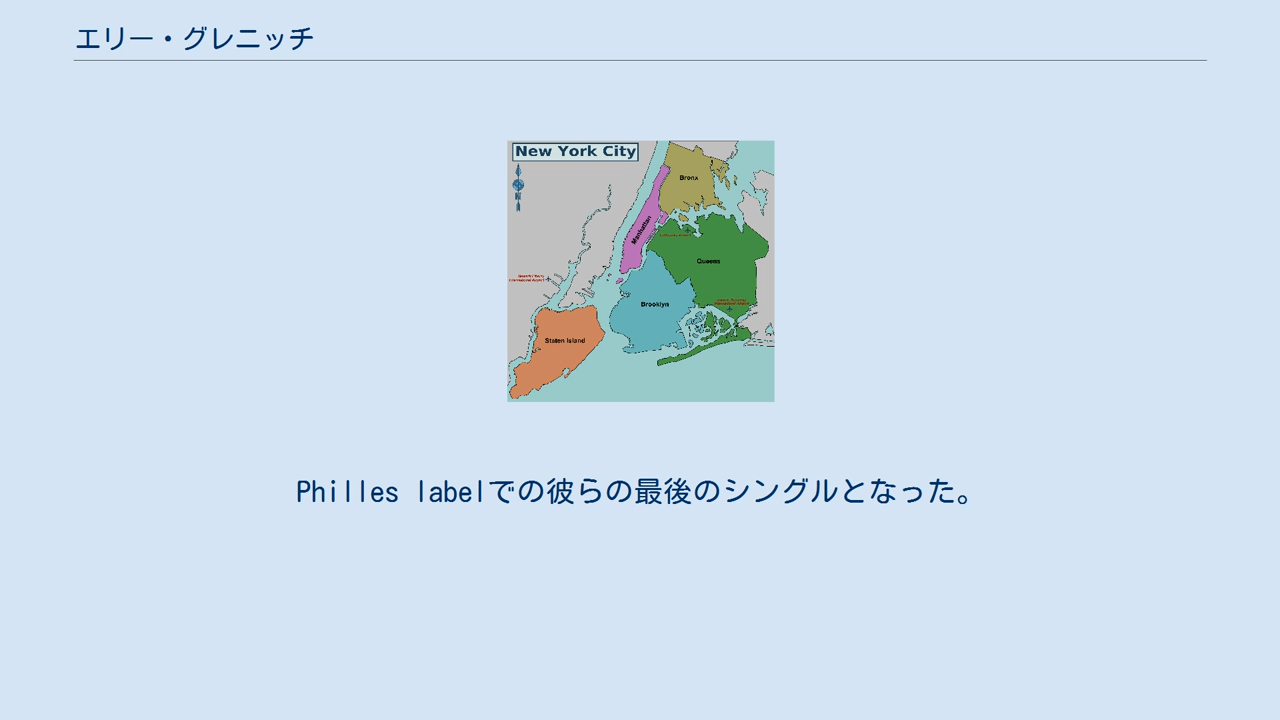 エリー・グレニッチ
New York City
Bronx
Manhattan
Queens
Brooklyn
Staten Island
Philles labelでの彼らの最後のシングルとなった。